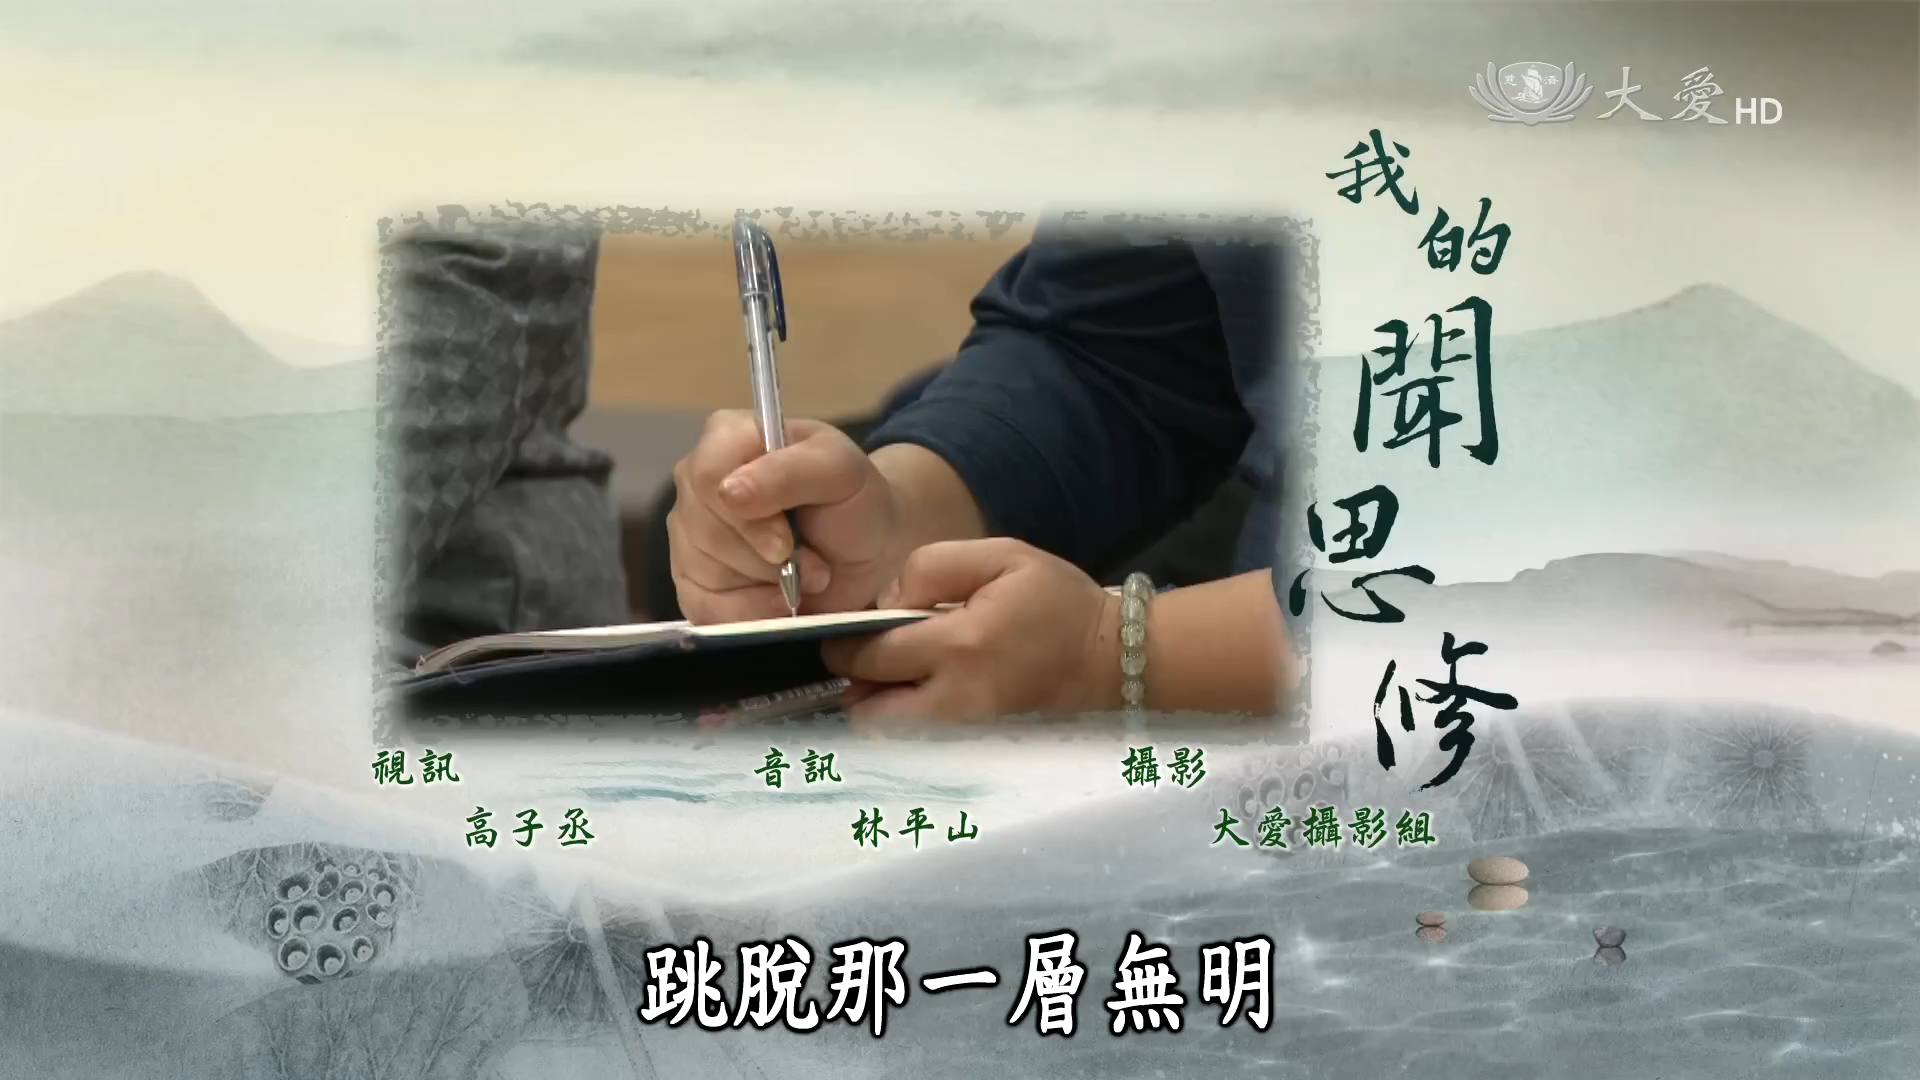 大愛HD
我的聞思修
視訊 音訊 攝影
高子丞 林平山 大愛攝影組
跳脫那一層無明